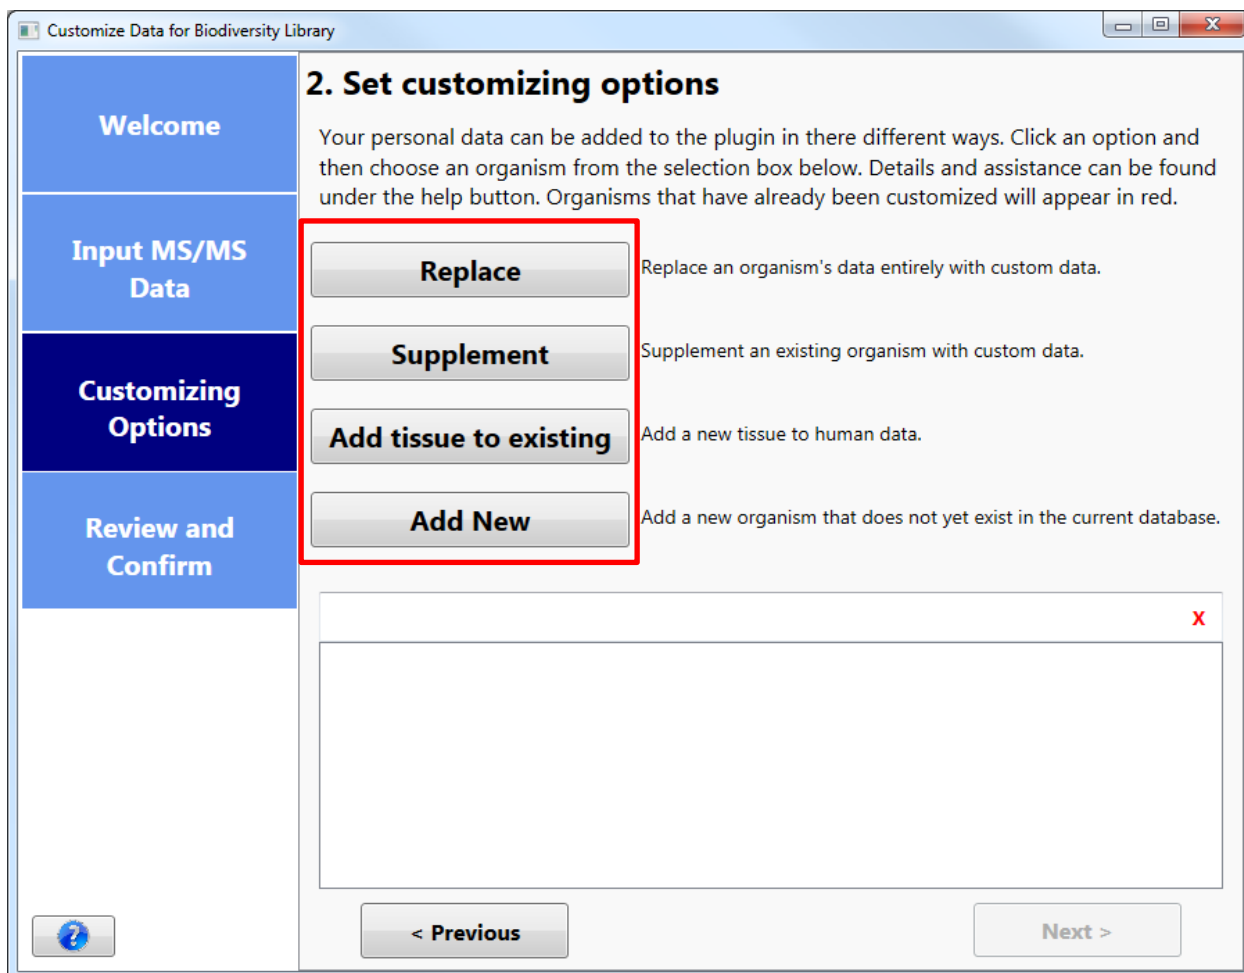 Customize Data for Biodiversity Library
Welcome
Input MS/MS
Data
Customizing
Options
Review and
Confirm
2. Set customizing options
Your personal data can be added to the plugin in there different ways. Click an option and
then choose an organism from the selection box below. Details and assistance can be found
under the help button. Organisms that have already been customized will appear in red.
Replace
Replace an organism's data entirely with custom data.
Supplement
Supplement an existing organism with custom data.
Add tissue to existing
Add a new tissue to human data.
Add New
Add a new organism that does not yet exist in the current database.
X
?
< Previous
Next >